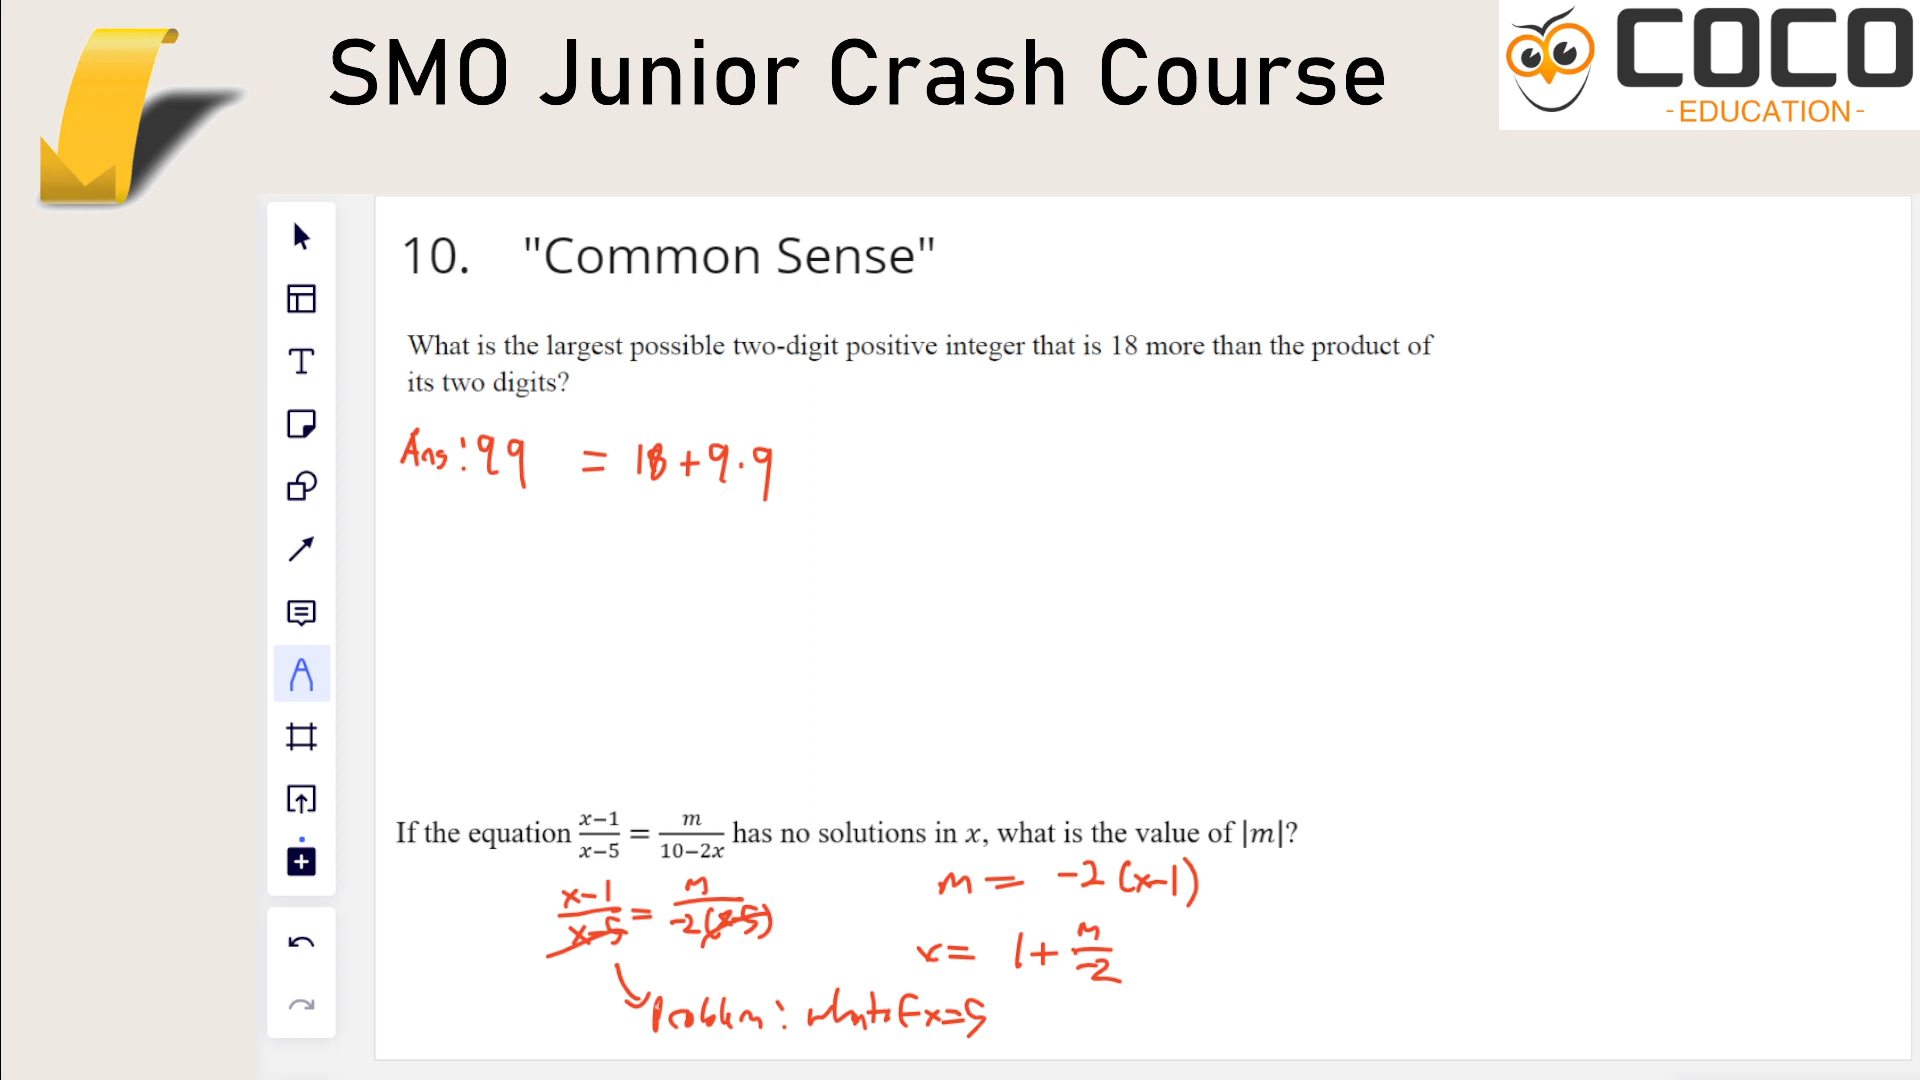 SMO Junior Crash Course
COCO
-EDUCATION-
10. "Common Sense"
What is the largest possible two-digit positive integer that is 18 more than the product of
its two digits?
Ans: 99 = 18 + 9·9
If the equation (x−1)/(x−5) = m/(10−2x) has no solutions in x, what is the value of |m|?
(x-1)/(x-5) = m/(-2(x-5))
m = -2(x-1)
x = 1 + m/-2
Problem: what if x=5